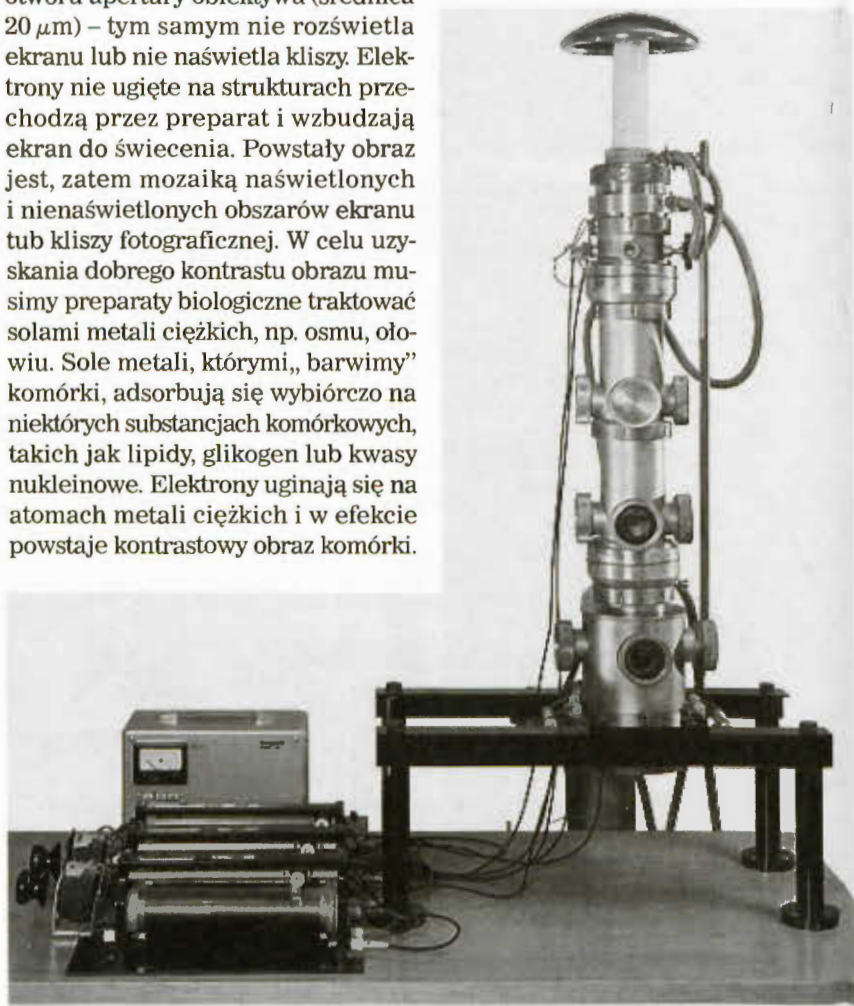 otworu apertury obiektywu (średnica
20 μm) – tym samym nie rozświetla
ekranu lub nie naświetla kliszy. Elek-
trony nie ugięte na strukturach prze-
chodzą przez preparat i wzbudzają
ekran do świecenia. Powstały obraz
jest, zatem mozaiką naświetlonych
i nienaświetlonych obszarów ekranu
tub kliszy fotograficznej. W celu uzy-
skania dobrego kontrastu obrazu mu-
simy preparaty biologiczne traktować
solami metali ciężkich, np. osmu, oło-
wiu. Sole metali, którymi,, barwimy”
komórki, adsorbują się wybiórczo na
niektórych substancjach komórkowych,
takich jak lipidy, glikogen lub kwasy
nukleinowe. Elektrony uginają się na
atomach metali ciężkich i w efekcie
powstaje kontrastowy obraz komórki.